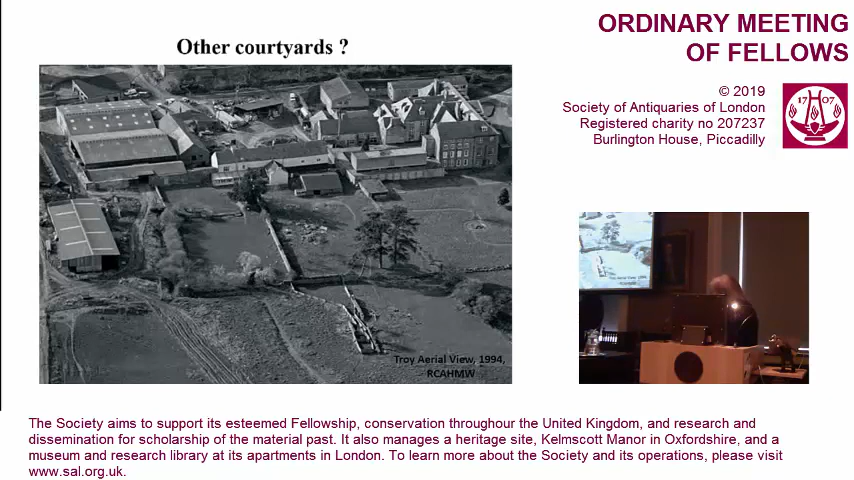 Other courtyards ?
Troy Aerial View, 1994,
RCAHMW
ORDINARY MEETING
OF FELLOWS
© 2019
Society of Antiquaries of London
Registered charity no 207237
Burlington House, Piccadilly
17 07
The Society aims to support its esteemed Fellowship, conservation throughour the United Kingdom, and research and
dissemination for scholarship of the material past. It also manages a heritage site, Kelmscott Manor in Oxfordshire, and a
museum and research library at its apartments in London. To learn more about the Society and its operations, please visit
www.sal.org.uk.